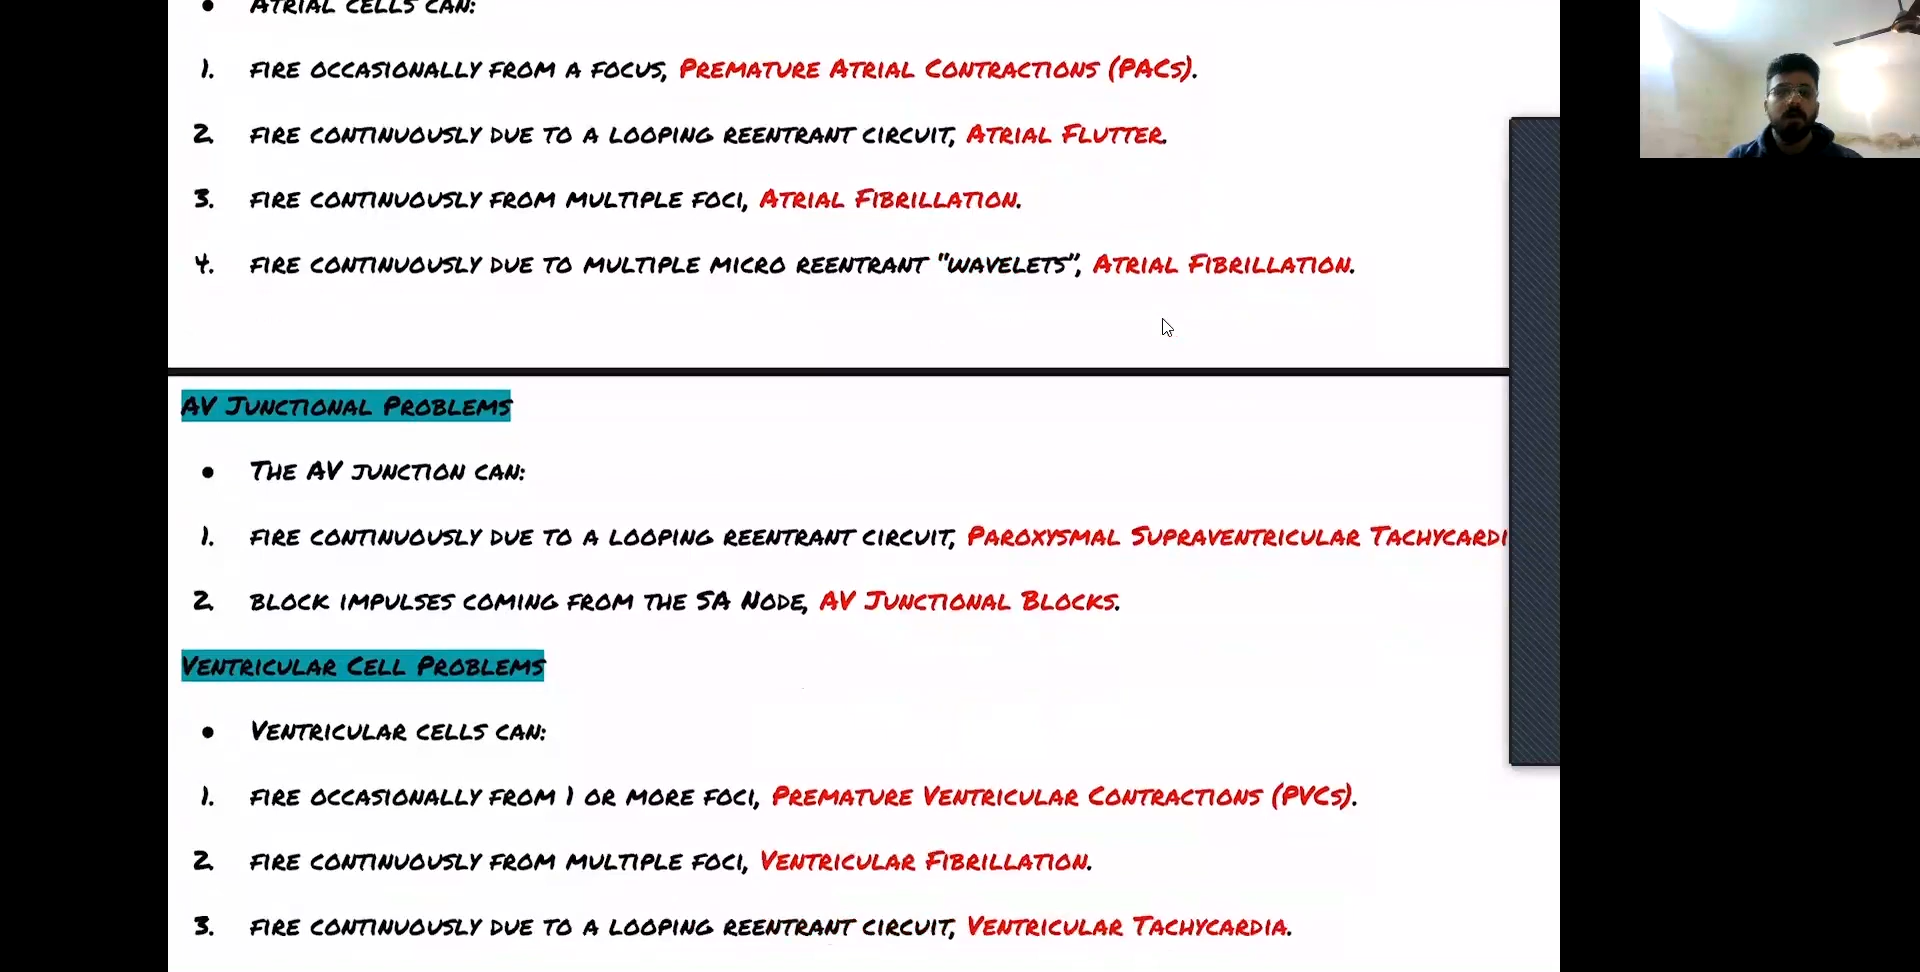 • Atrial cells can:
1. fire occasionally from a focus, Premature Atrial Contractions (PACs).
2. fire continuously due to a looping reentrant circuit, Atrial Flutter.
3. fire continuously from multiple foci, Atrial Fibrillation.
4. fire continuously due to multiple micro reentrant "wavelets", Atrial Fibrillation.
AV Junctional Problems
• The AV junction can:
1. fire continuously due to a looping reentrant circuit, Paroxysmal Supraventricular Tachycardi
2. block impulses coming from the SA Node, AV Junctional Blocks.
Ventricular Cell Problems
• Ventricular cells can:
1. fire occasionally from 1 or more foci, Premature Ventricular Contractions (PVCs).
2. fire continuously from multiple foci, Ventricular Fibrillation.
3. fire continuously due to a looping reentrant circuit, Ventricular Tachycardia.